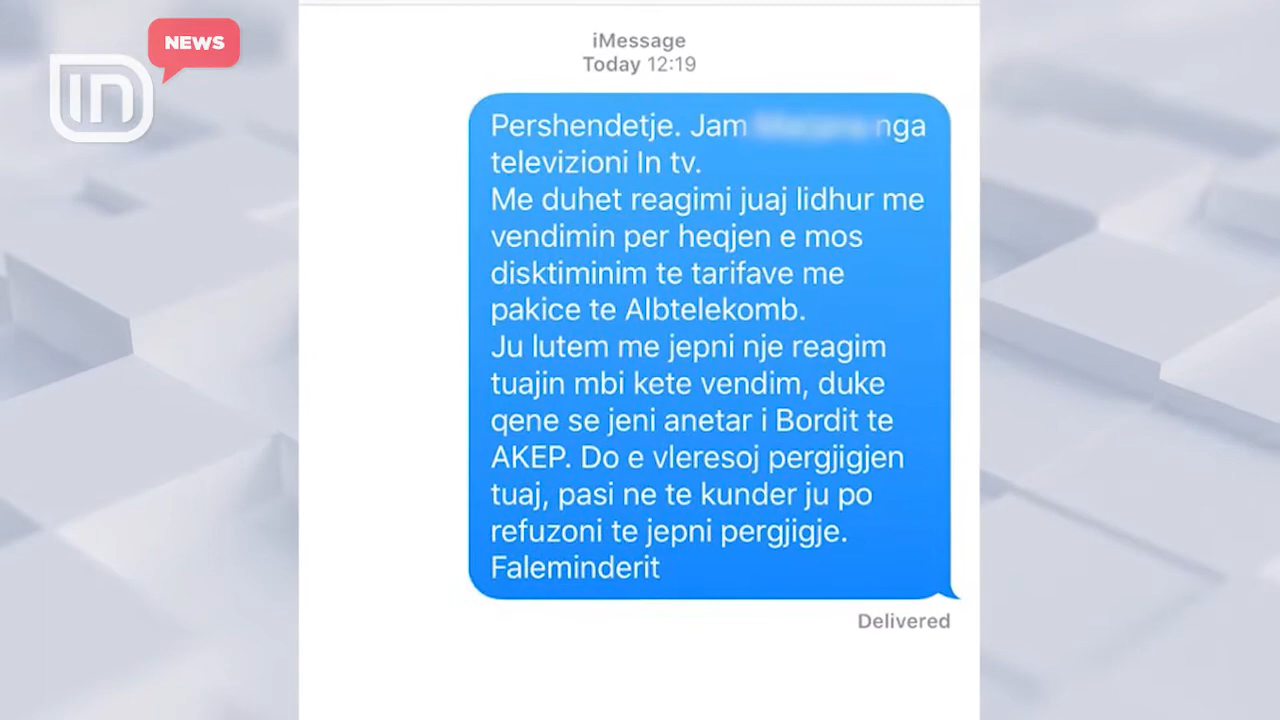 NEWS
IN
iMessage
Today 12:19
Pershendetje. Jam nga
televizioni In tv.
Me duhet reagimi juaj lidhur me
vendimin per heqjen e mos
disktiminim te tarifave me
pakice te Albtelekomb.
Ju lutem me jepni nje reagim
tuajin mbi kete vendim, duke
qene se jeni anetar i Bordit te
AKEP. Do e vleresoj pergjigjen
tuaj, pasi ne te kunder ju po
refuzoni te jepni pergjigje.
Faleminderit
Delivered